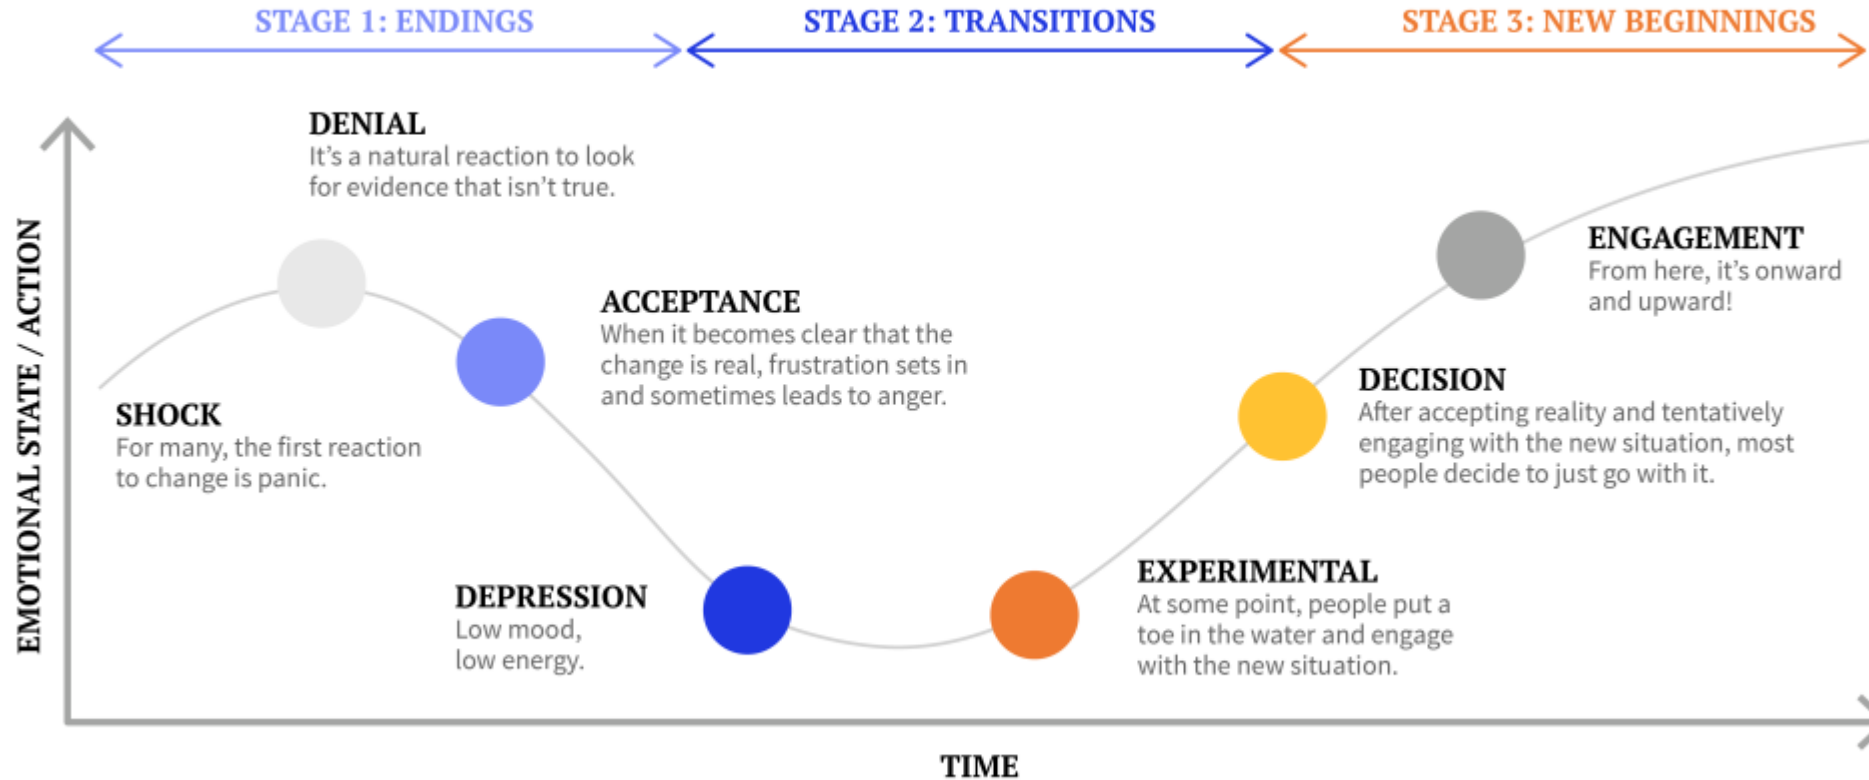 STAGE 1: ENDINGS
STAGE 2: TRANSITIONS
STAGE 3: NEW BEGINNINGS
EMOTIONAL STATE / ACTION
DENIAL
It's a natural reaction to look
for evidence that isn't true.
SHOCK
For many, the first reaction
to change is panic.
ACCEPTANCE
When it becomes clear that the
change is real, frustration sets in
and sometimes leads to anger.
DEPRESSION
Low mood,
low energy.
EXPERIMENTAL
At some point, people put a
toe in the water and engage
with the new situation.
DECISION
After accepting reality and tentatively
engaging with the new situation, most
people decide to just go with it.
ENGAGEMENT
From here, it's onward
and upward!
TIME